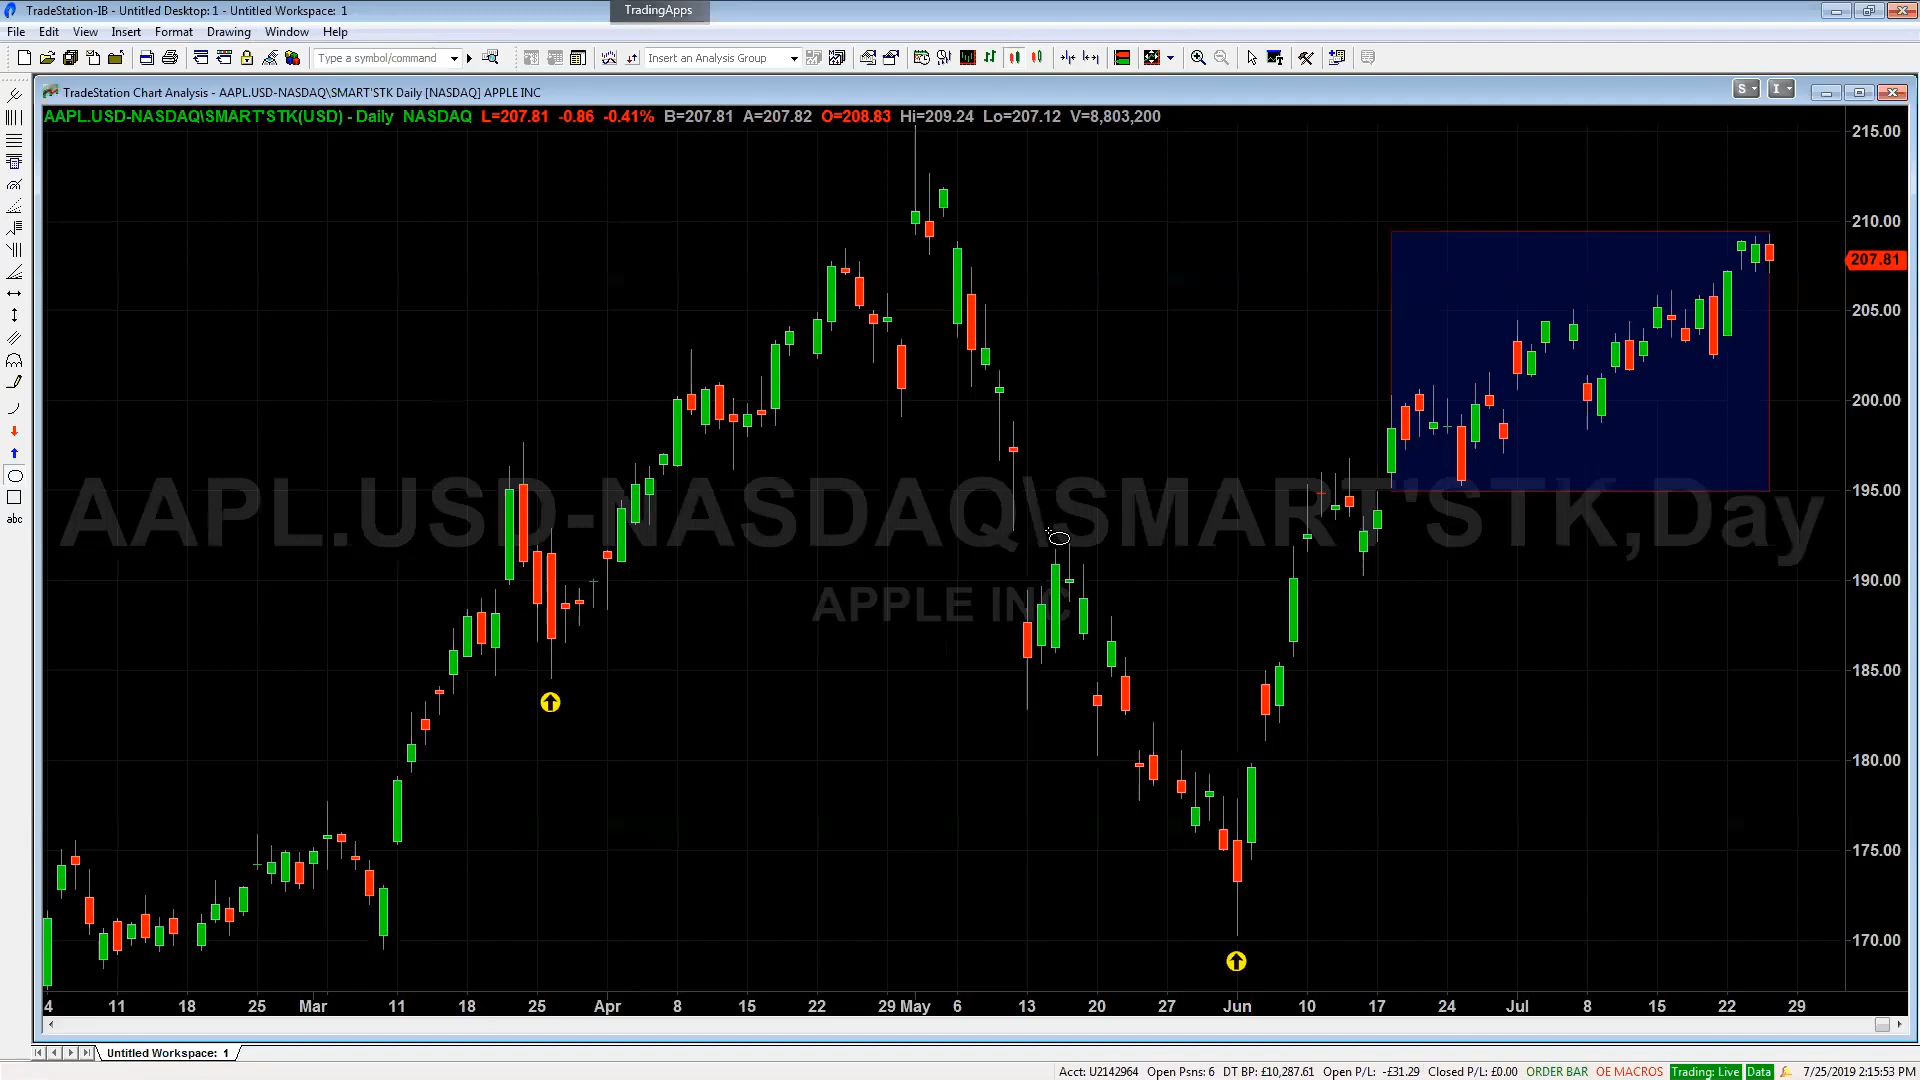 TradeStation-IB - Untitled Desktop: 1 - Untitled Workspace: 1
TradingApps
File Edit View Insert Format Drawing Window Help
Type a symbol/command
Insert an Analysis Group
TradeStation Chart Analysis - AAPL.USD-NASDAQ\SMART'STK Daily [NASDAQ] APPLE INC
S
I
AAPL.USD-NASDAQ\SMART'STK(USD) - Daily NASDAQ L=207.81 -0.86 -0.41% B=207.81 A=207.82 O=208.83 Hi=209.24 Lo=207.12 V=8,803,200
215.00
210.00
207.81
205.00
200.00
195.00
190.00
185.00
180.00
175.00
170.00
abc
AAPL.USD-NASDAQ\SMART'STK,Day
APPLE INC
4 11 18 25 Mar 11 18 25 Apr 8 15 22 29 May 6 13 20 27 Jun 10 17 24 Jul 8 15 22 29
Untitled Workspace: 1
Acct: U2142964 Open Psns: 6 DT BP: £10,287.61 Open P/L: -£31.29 Closed P/L: £0.00 ORDER BAR OE MACROS Trading: Live Data 7/25/2019 2:15:53 PM